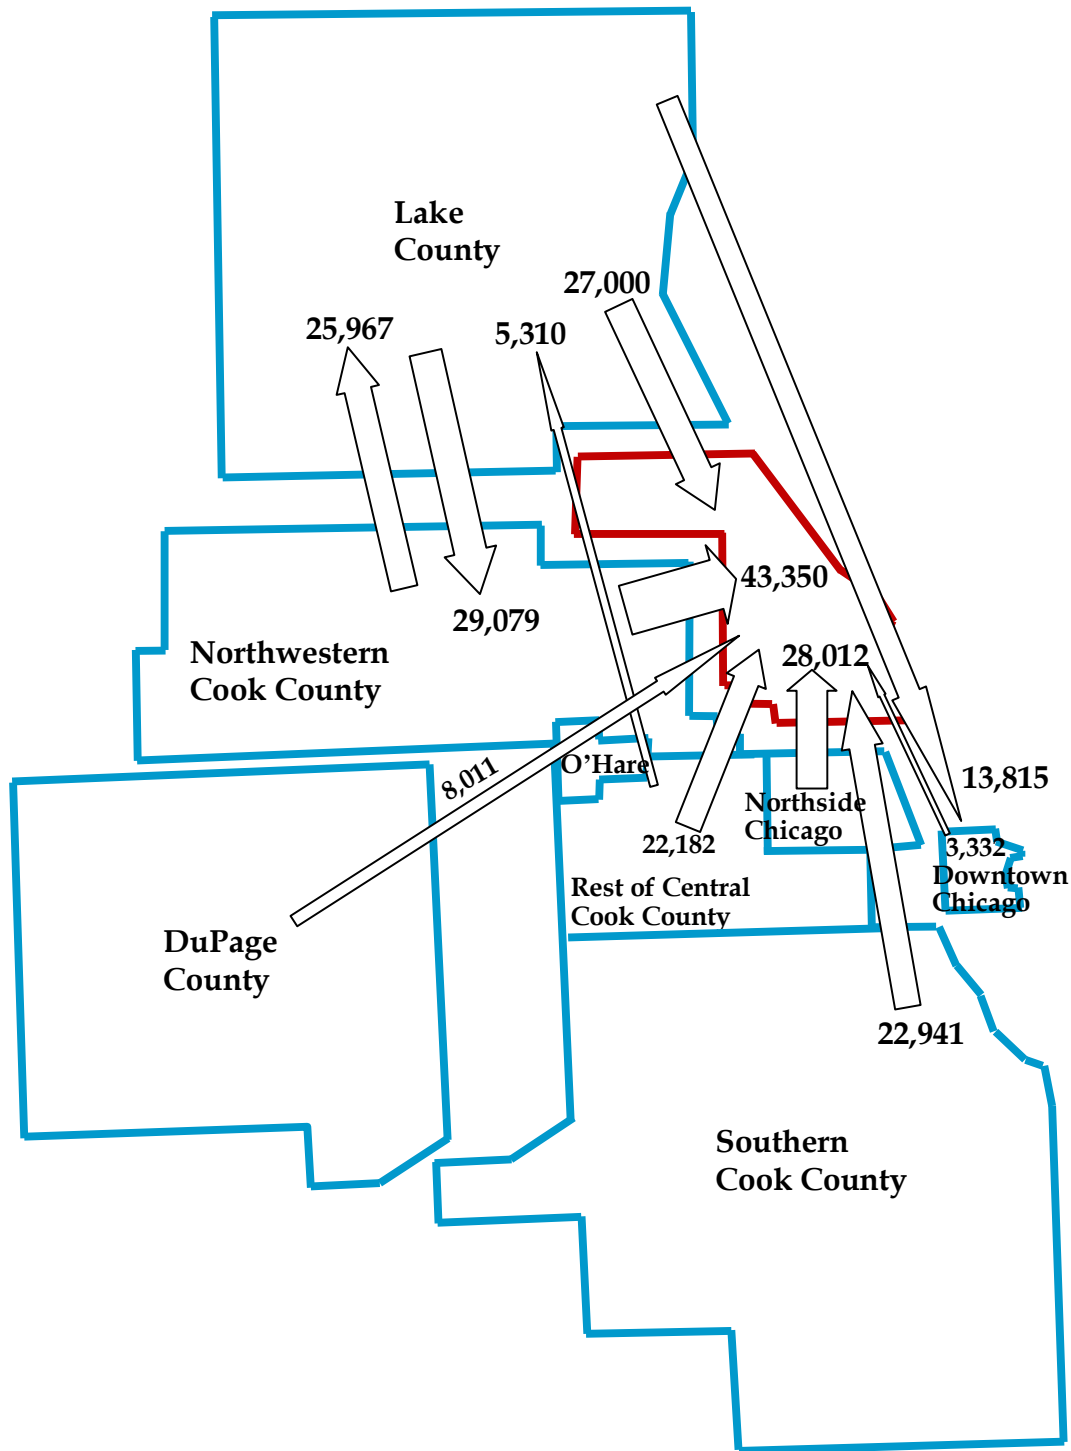 Lake
County
27,000
25,967
5,310
43,350
29,079
28,012
Northwestern
Cook County
O'Hare
8,011
13,815
Northside
Chicago
22,182
3,332
Downtown
Chicago
Rest of Central
Cook County
DuPage
County
22,941
Southern
Cook County